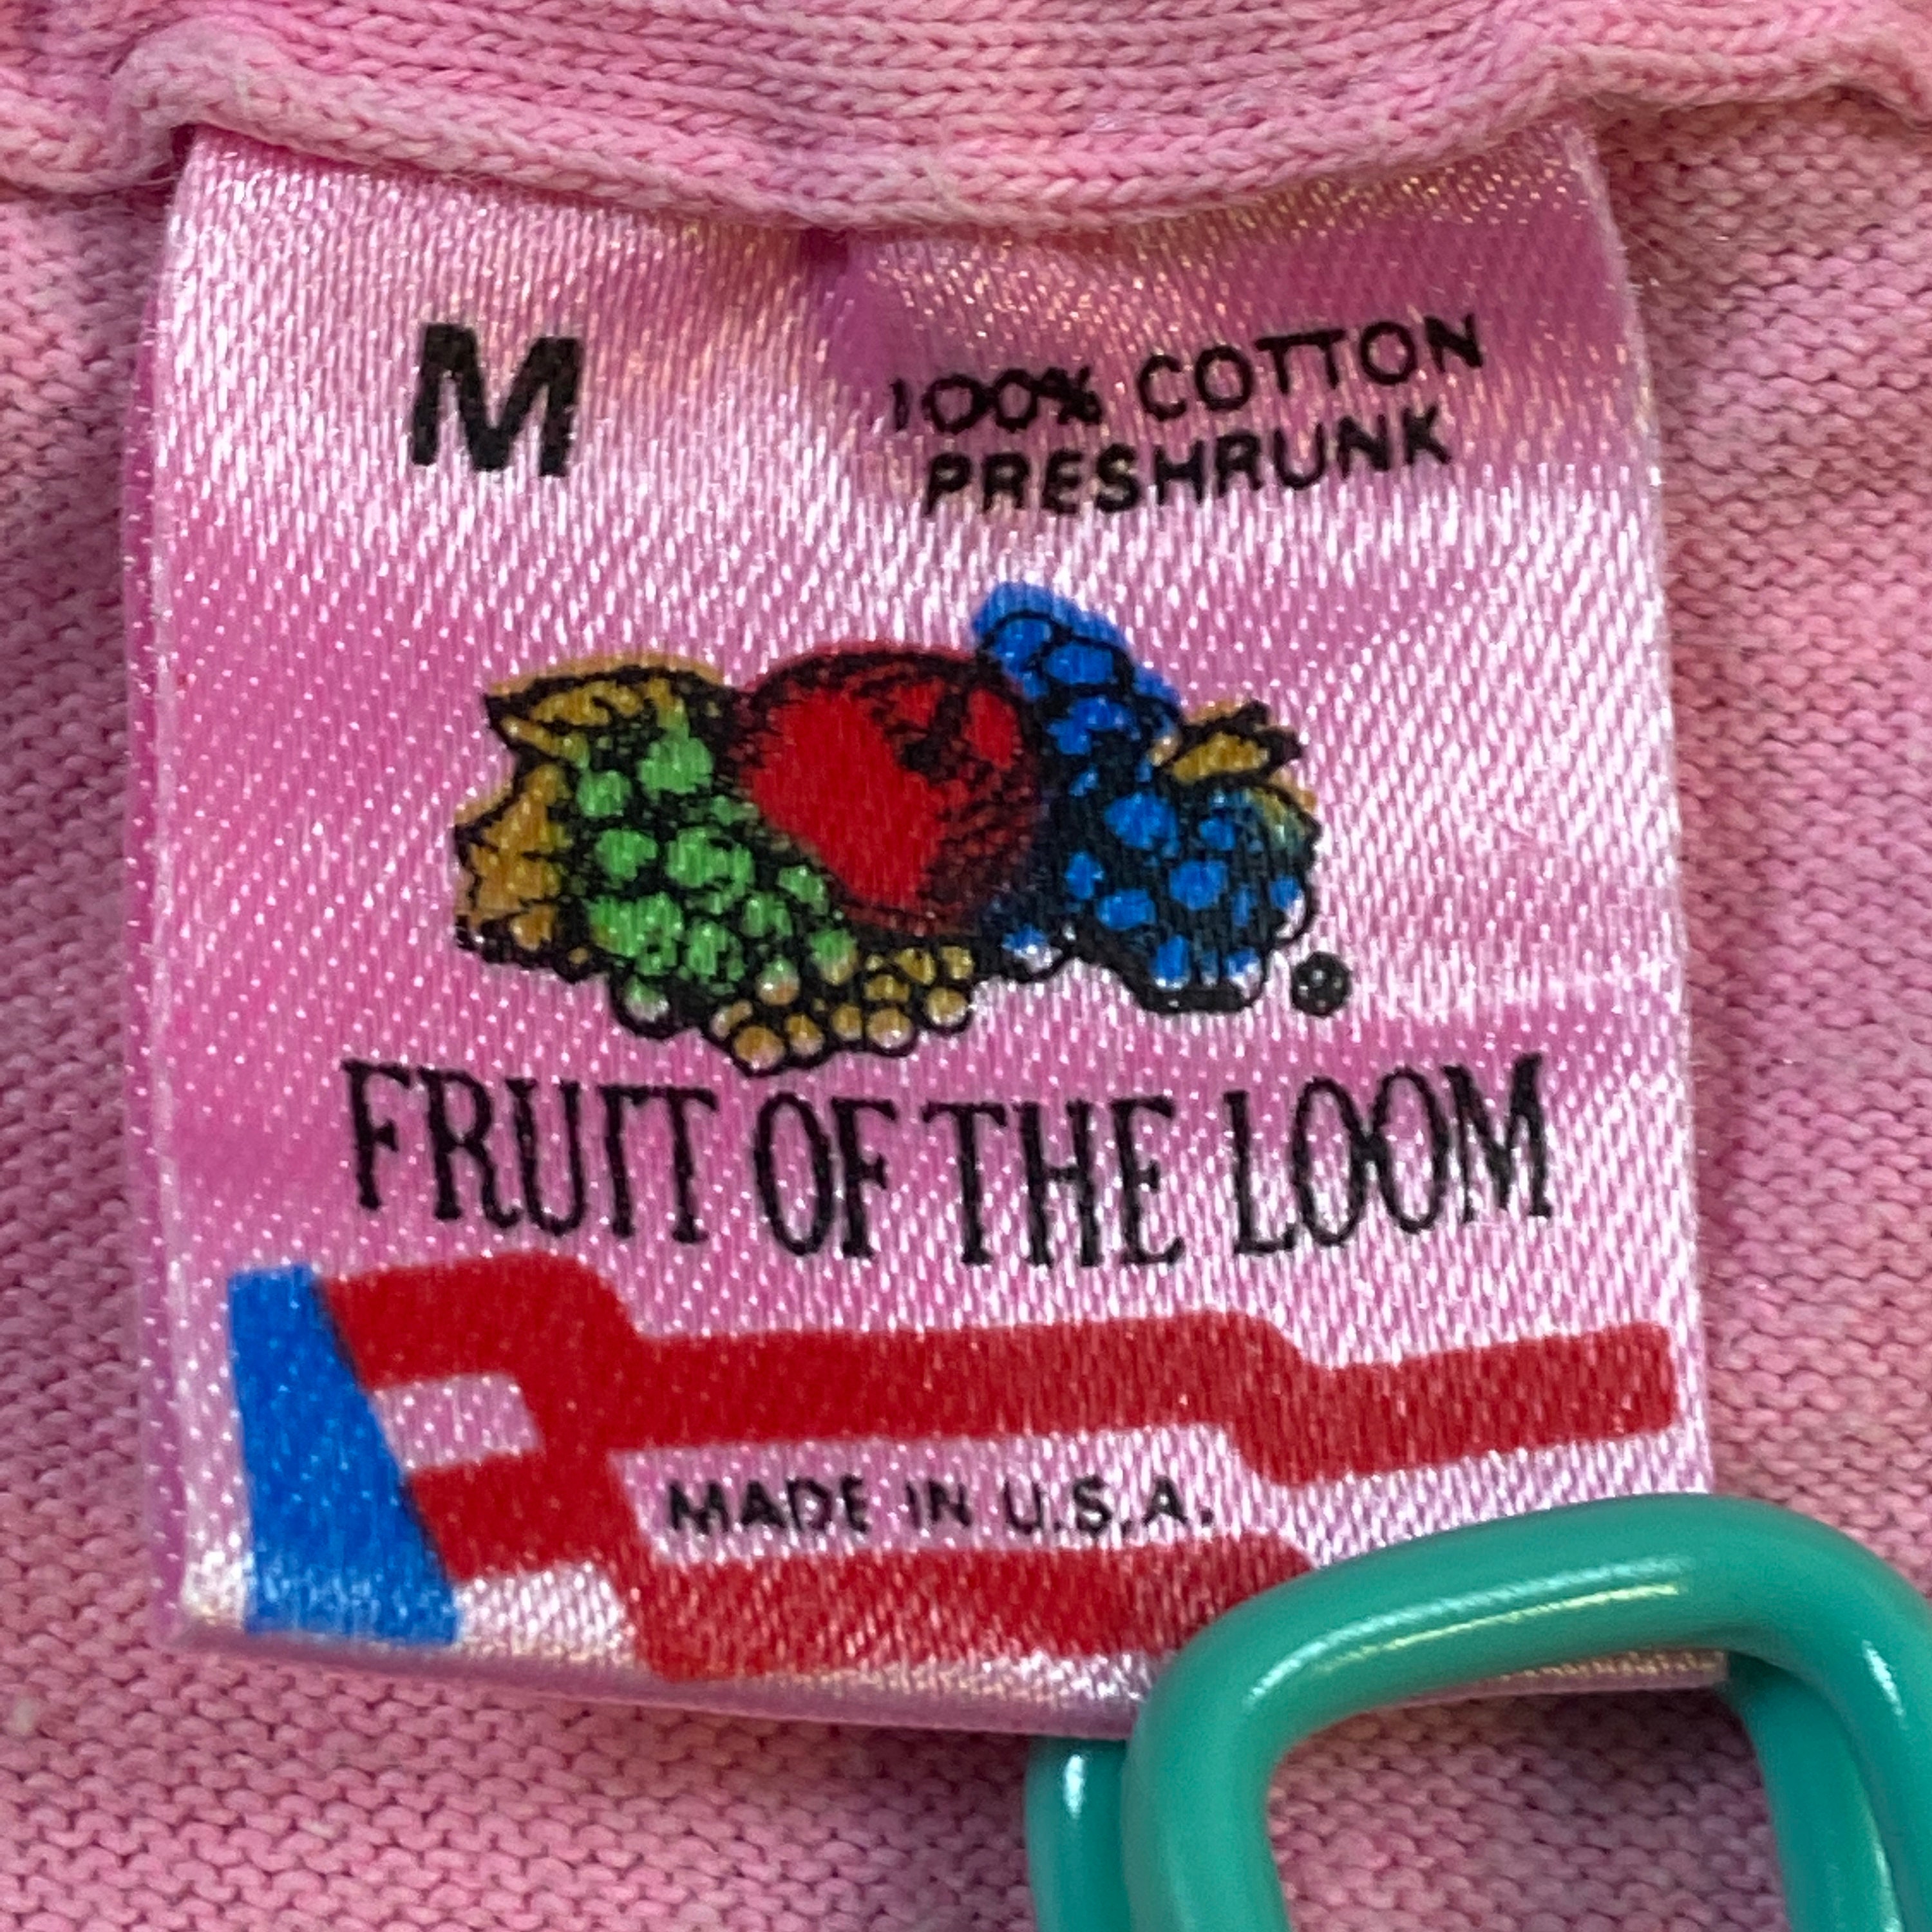 M
100% COTTON
PRESHRUNK
®
FRUIT OF THE LOOM
MADE IN U.S.A.